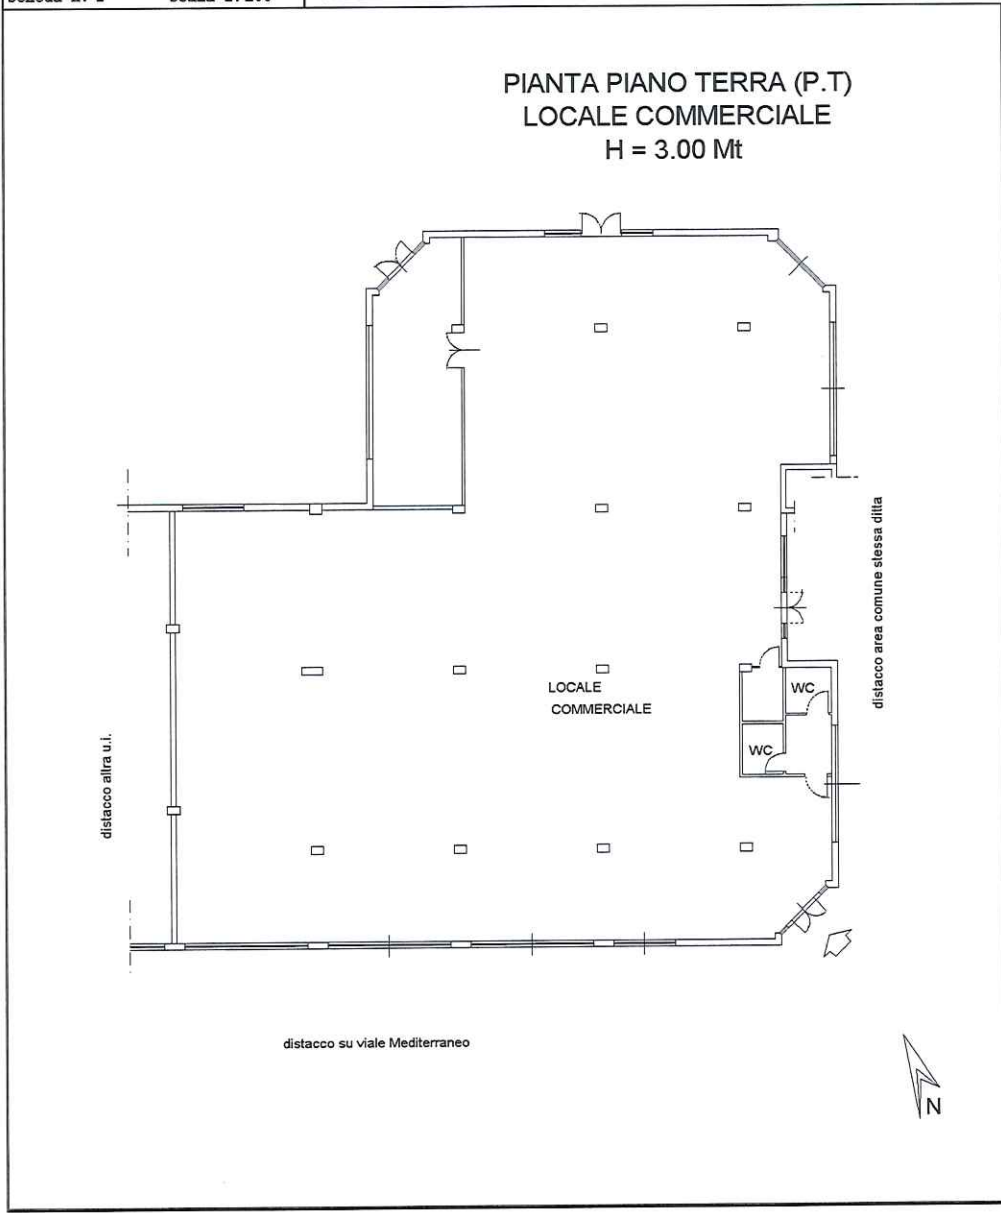 PIANTA PIANO TERRA (P.T)
LOCALE COMMERCIALE
H = 3.00 Mt
distacco area comune stessa ditta
LOCALE
COMMERCIALE
WC
WC
distacco altra u.i.
distacco su viale Mediterraneo
N